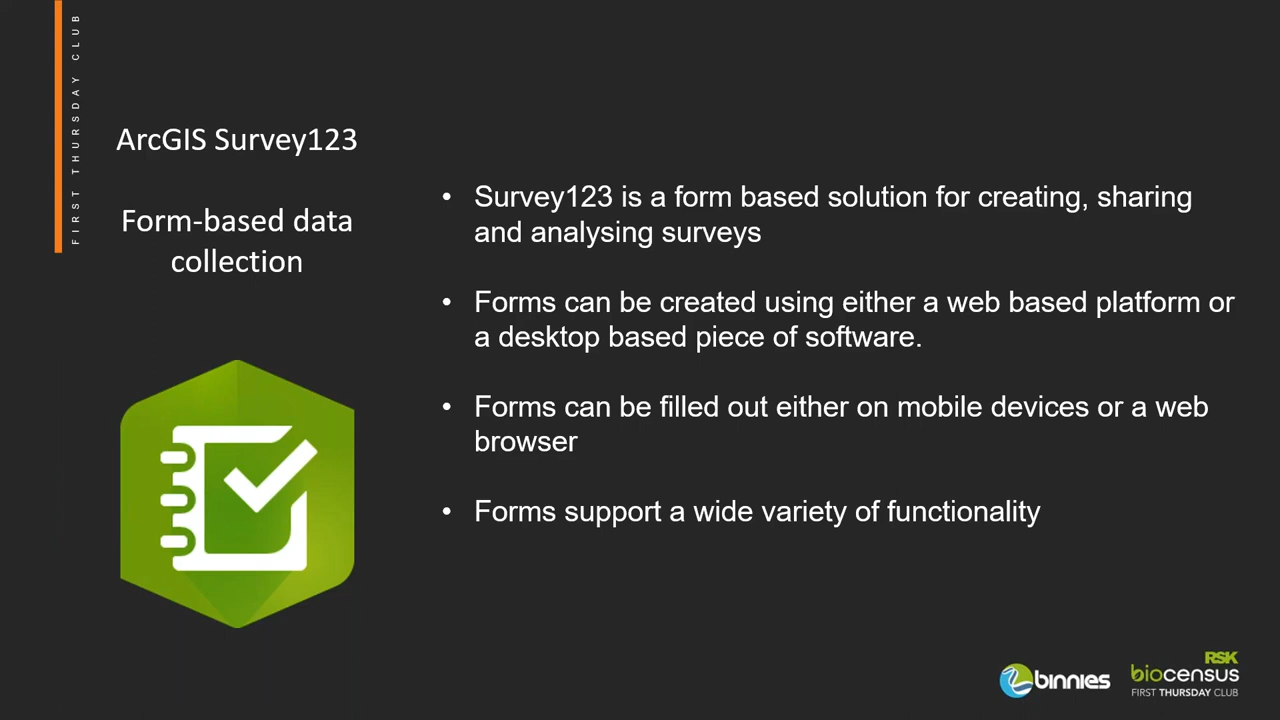 FIRST THURSDAY CLUB
ArcGIS Survey123
Form-based data
collection
• Survey123 is a form based solution for creating, sharing
and analysing surveys
• Forms can be created using either a web based platform or
a desktop based piece of software.
• Forms can be filled out either on mobile devices or a web
browser
• Forms support a wide variety of functionality
binnies
RSK
biocensus
FIRST THURSDAY CLUB